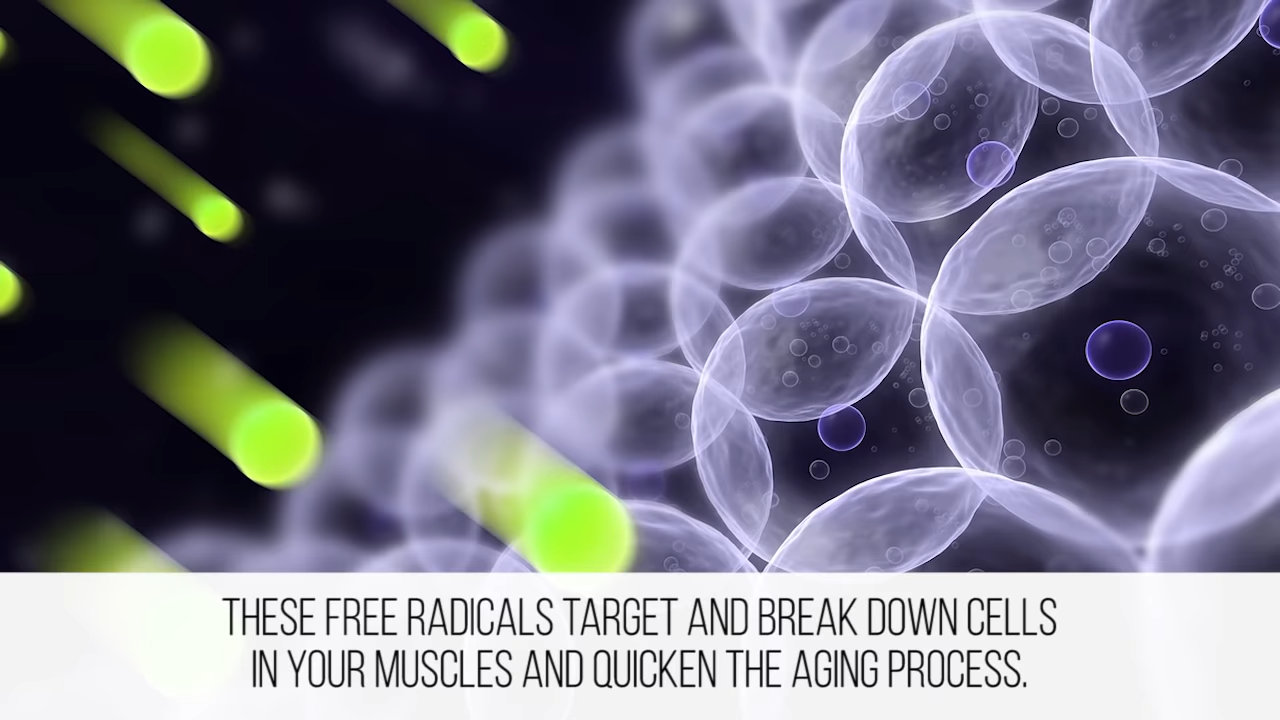 THESE FREE RADICALS TARGET AND BREAK DOWN CELLS
IN YOUR MUSCLES AND QUICKEN THE AGING PROCESS.